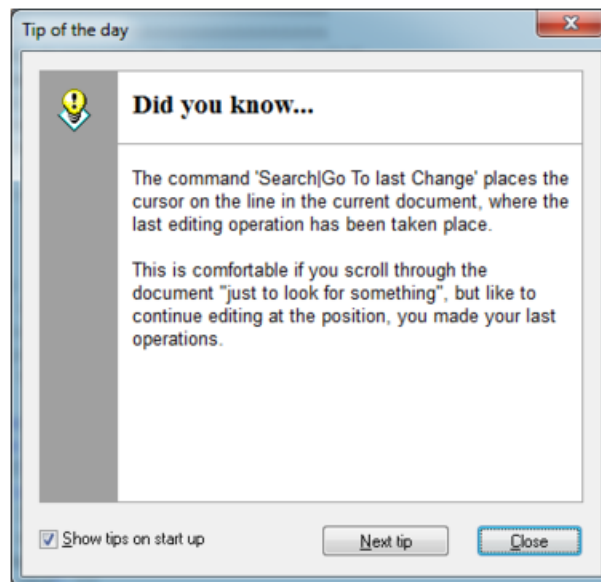 Tip of the day
Did you know...
The command 'Search|Go To last Change' places the
cursor on the line in the current document, where the
last editing operation has been taken place.
This is comfortable if you scroll through the
document "just to look for something", but like to
continue editing at the position, you made your last
operations.
Show tips on start up
Next tip
Close